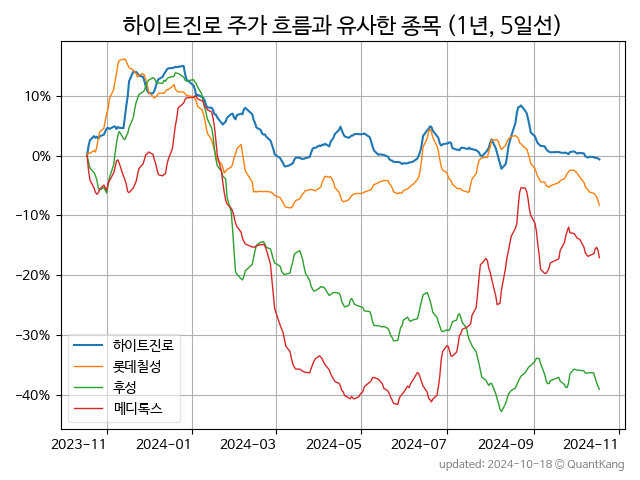 하이트진로 주가 흐름과 유사한 종목 (1년, 5일선)
10%
0%
−10%
−20%
−30%
−40%
하이트진로
롯데칠성
후성
메디톡스
2023-11 2024-01 2024-03 2024-05 2024-07 2024-09 2024-11
updated: 2024-10-18 © QuantKang